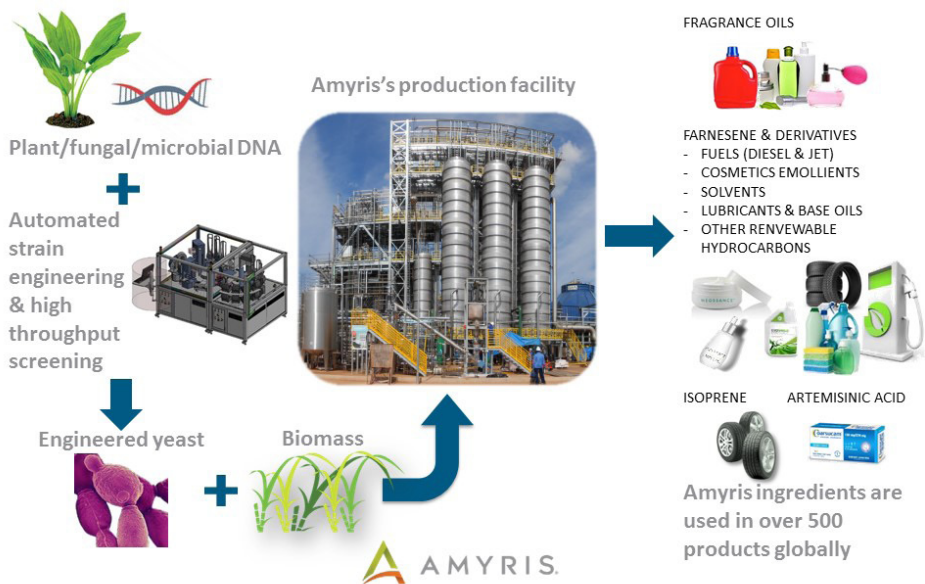 Plant/fungal/microbial DNA
Automated
strain
engineering
& high
throughput
screening
Engineered yeast
Biomass
Amyris's production facility
FRAGRANCE OILS
FARNESENE & DERIVATIVES
- FUELS (DIESEL & JET)
- COSMETICS EMOLLIENTS
- SOLVENTS
- LUBRICANTS & BASE OILS
- OTHER RENVEWABLE
HYDROCARBONS
ISOPRENE
ARTEMISINIC ACID
Amyris ingredients are
used in over 500
products globally
AMYRIS.